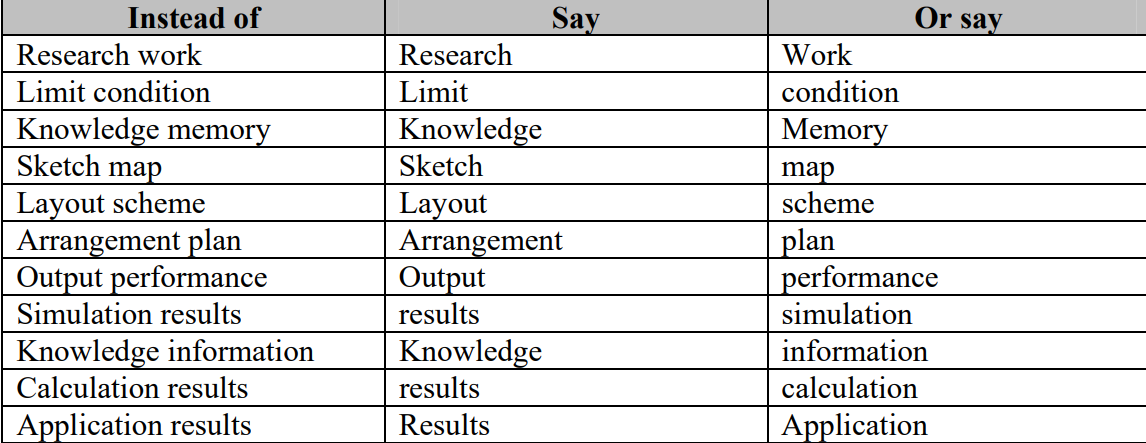 Instead of Say Or say
Research work Research Work
Limit condition Limit condition
Knowledge memory Knowledge Memory
Sketch map Sketch map
Layout scheme Layout scheme
Arrangement plan Arrangement plan
Output performance Output performance
Simulation results results simulation
Knowledge information Knowledge information
Calculation results results calculation
Application results Results Application